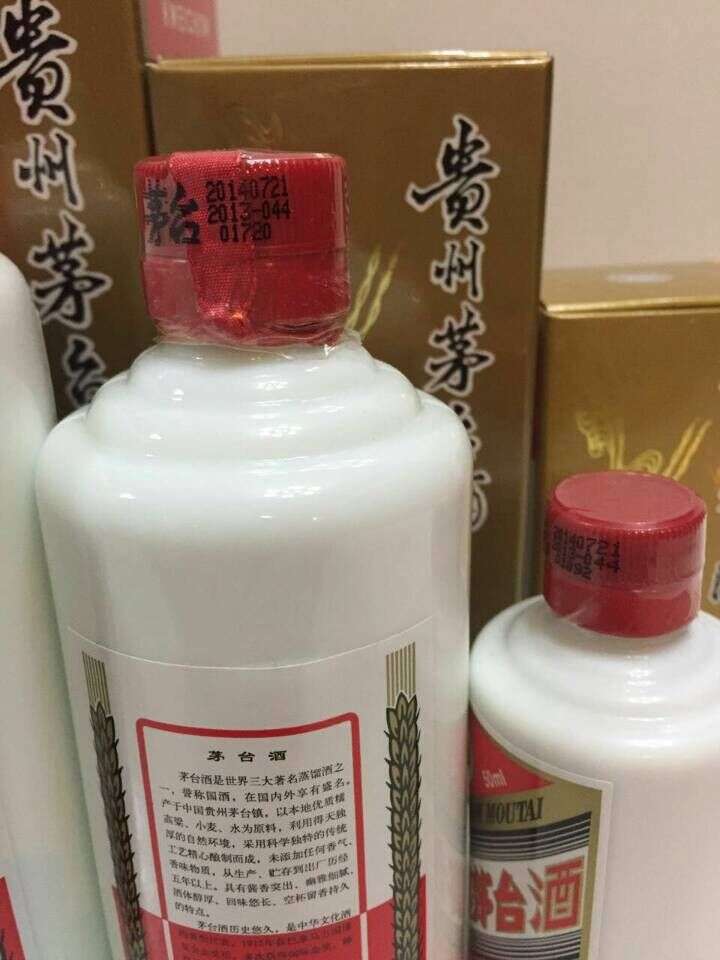 貴州茅台
貴州茅
酒
茅台
20140721
2013-044
01720
20140721
茅台酒
茅台酒是世界三大著名蒸馏酒之
一，誉称国酒，在国内外享有盛名。
产于中国贵州茅台镇，以本地优质糯
高粱、小麦、水为原料，利用得天独
厚的自然环境，采用科学独特的传统
工艺精心酿制而成，未添加任何香气、
香味物质，从生产、贮存到出厂历经
五年以上。具有酱香突出、幽雅细腻、
酒体醇厚、回味悠长、空杯留香持久
的特点。
茅台酒历史悠久，是中华文化酒
50ml
MOUTAI
茅台酒